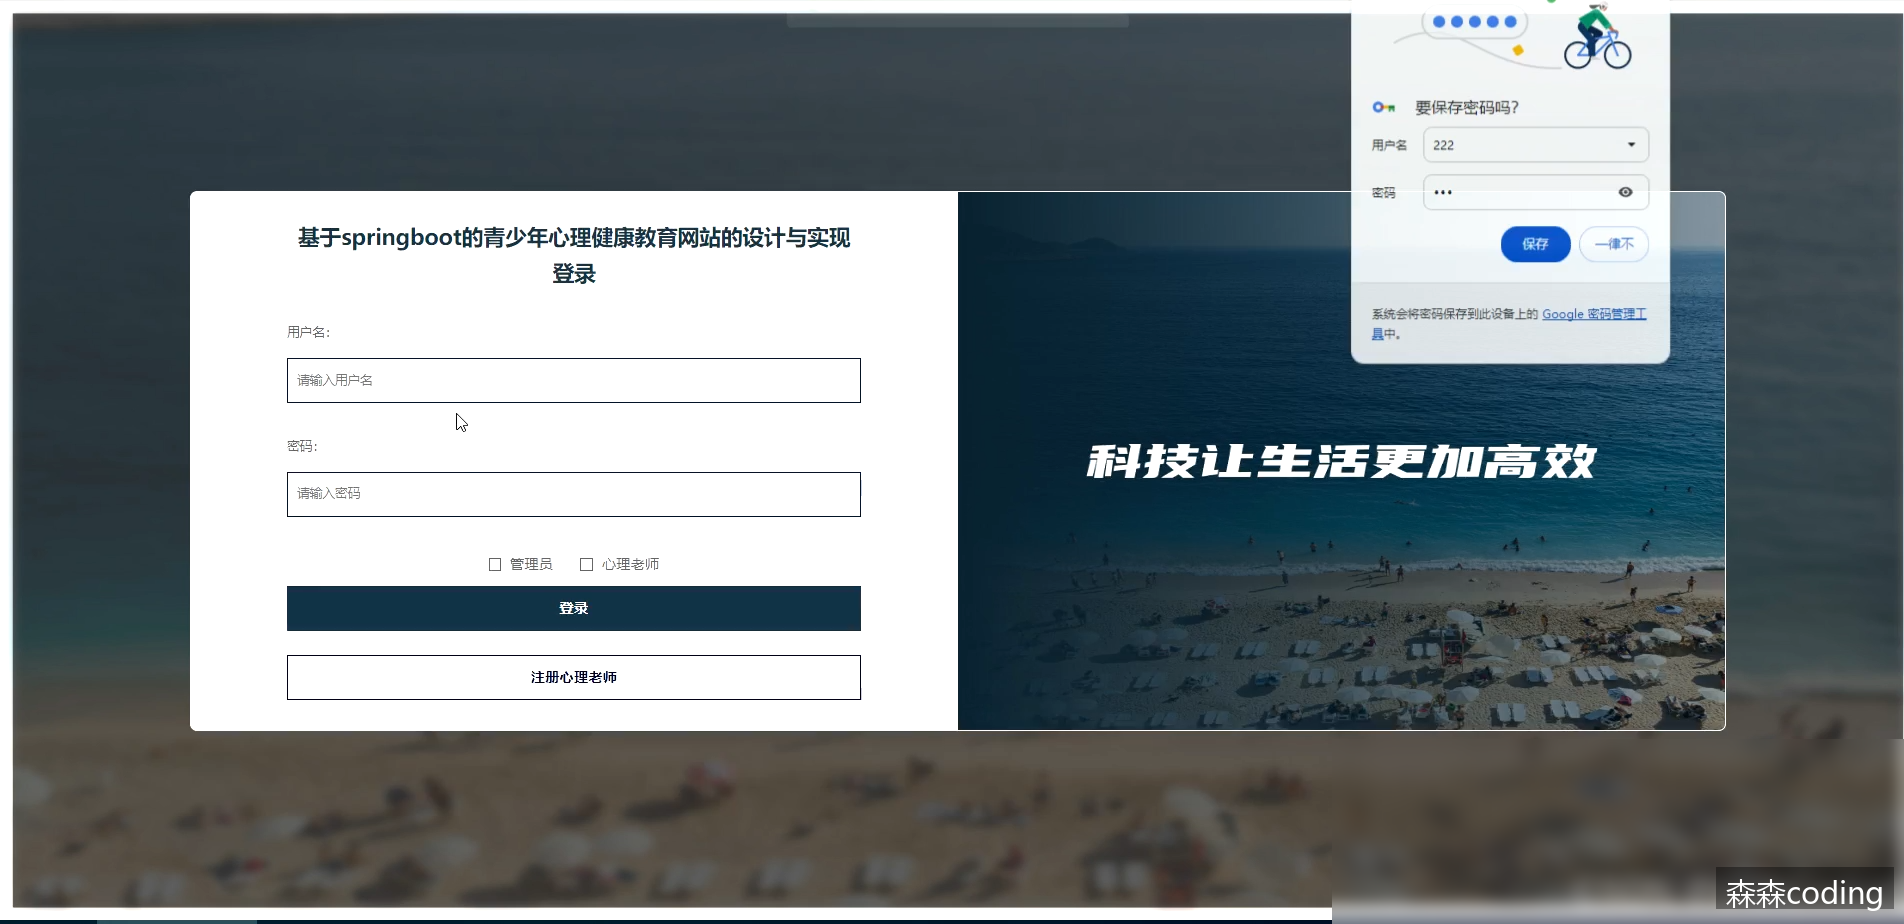 要保存密码吗?
用户名
222
密码
•••
保存
一律不
系统会将密码保存到此设备上的 Google 密码管理工
具中。
基于springboot的青少年心理健康教育网站的设计与实现
登录
用户名:
请输入用户名
密码:
请输入密码
管理员
心理老师
登录
注册心理老师
科技让生活更加高效
森森coding